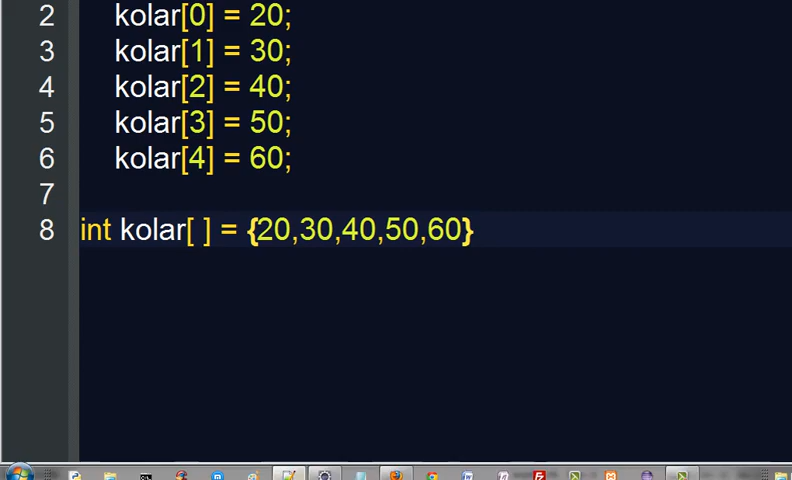 2 kolar[0] = 20;
3 kolar[1] = 30;
4 kolar[2] = 40;
5 kolar[3] = 50;
6 kolar[4] = 60;
7
8 int kolar[ ] = {20,30,40,50,60}